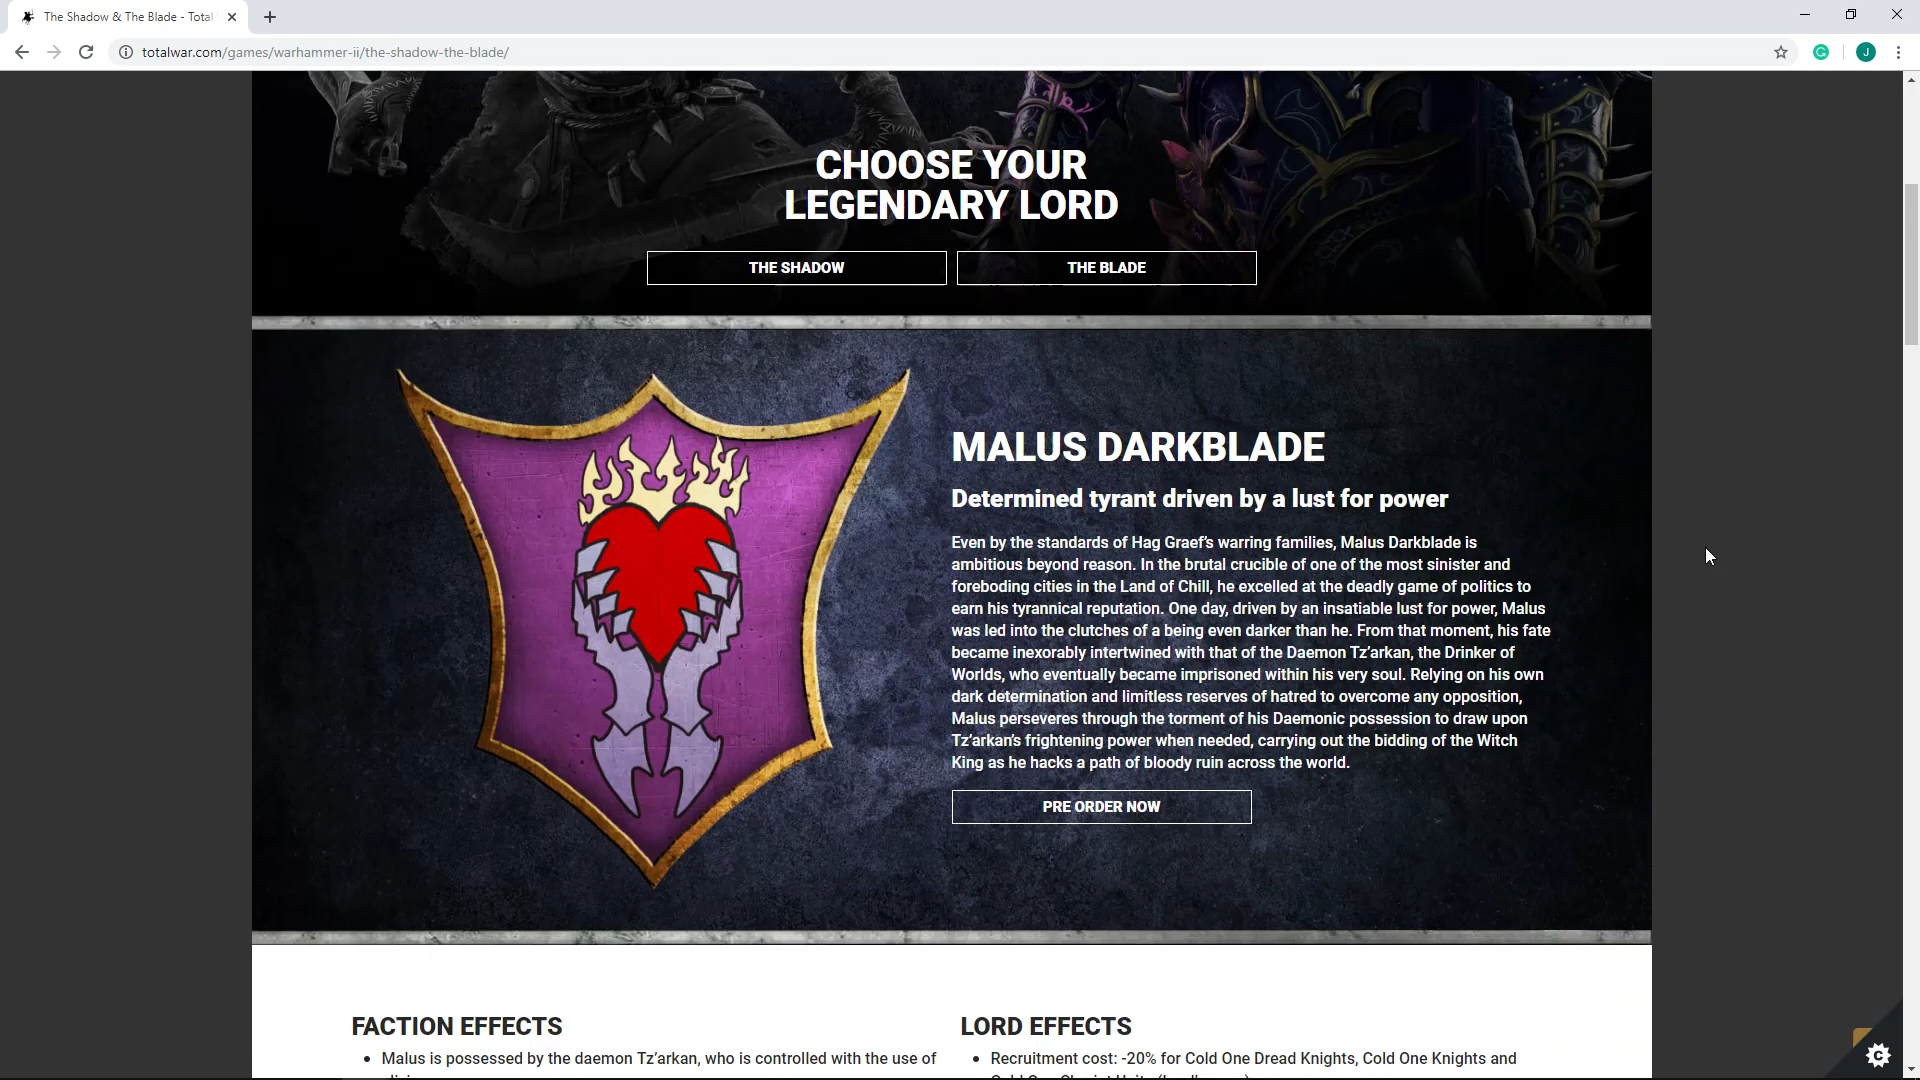 The Shadow & The Blade - Total
totalwar.com/games/warhammer-ii/the-shadow-the-blade/
J
CHOOSE YOUR
LEGENDARY LORD
THE SHADOW
THE BLADE
MALUS DARKBLADE
Determined tyrant driven by a lust for power
Even by the standards of Hag Graef’s warring families, Malus Darkblade is
ambitious beyond reason. In the brutal crucible of one of the most sinister and
foreboding cities in the Land of Chill, he excelled at the deadly game of politics to
earn his tyrannical reputation. One day, driven by an insatiable lust for power, Malus
was led into the clutches of a being even darker than he. From that moment, his fate
became inexorably intertwined with that of the Daemon Tz’arkan, the Drinker of
Worlds, who eventually became imprisoned within his very soul. Relying on his own
dark determination and limitless reserves of hatred to overcome any opposition,
Malus perseveres through the torment of his Daemonic possession to draw upon
Tz’arkan’s frightening power when needed, carrying out the bidding of the Witch
King as he hacks a path of bloody ruin across the world.
PRE ORDER NOW
FACTION EFFECTS
• Malus is possessed by the daemon Tz’arkan, who is controlled with the use of
LORD EFFECTS
• Recruitment cost: -20% for Cold One Dread Knights, Cold One Knights and